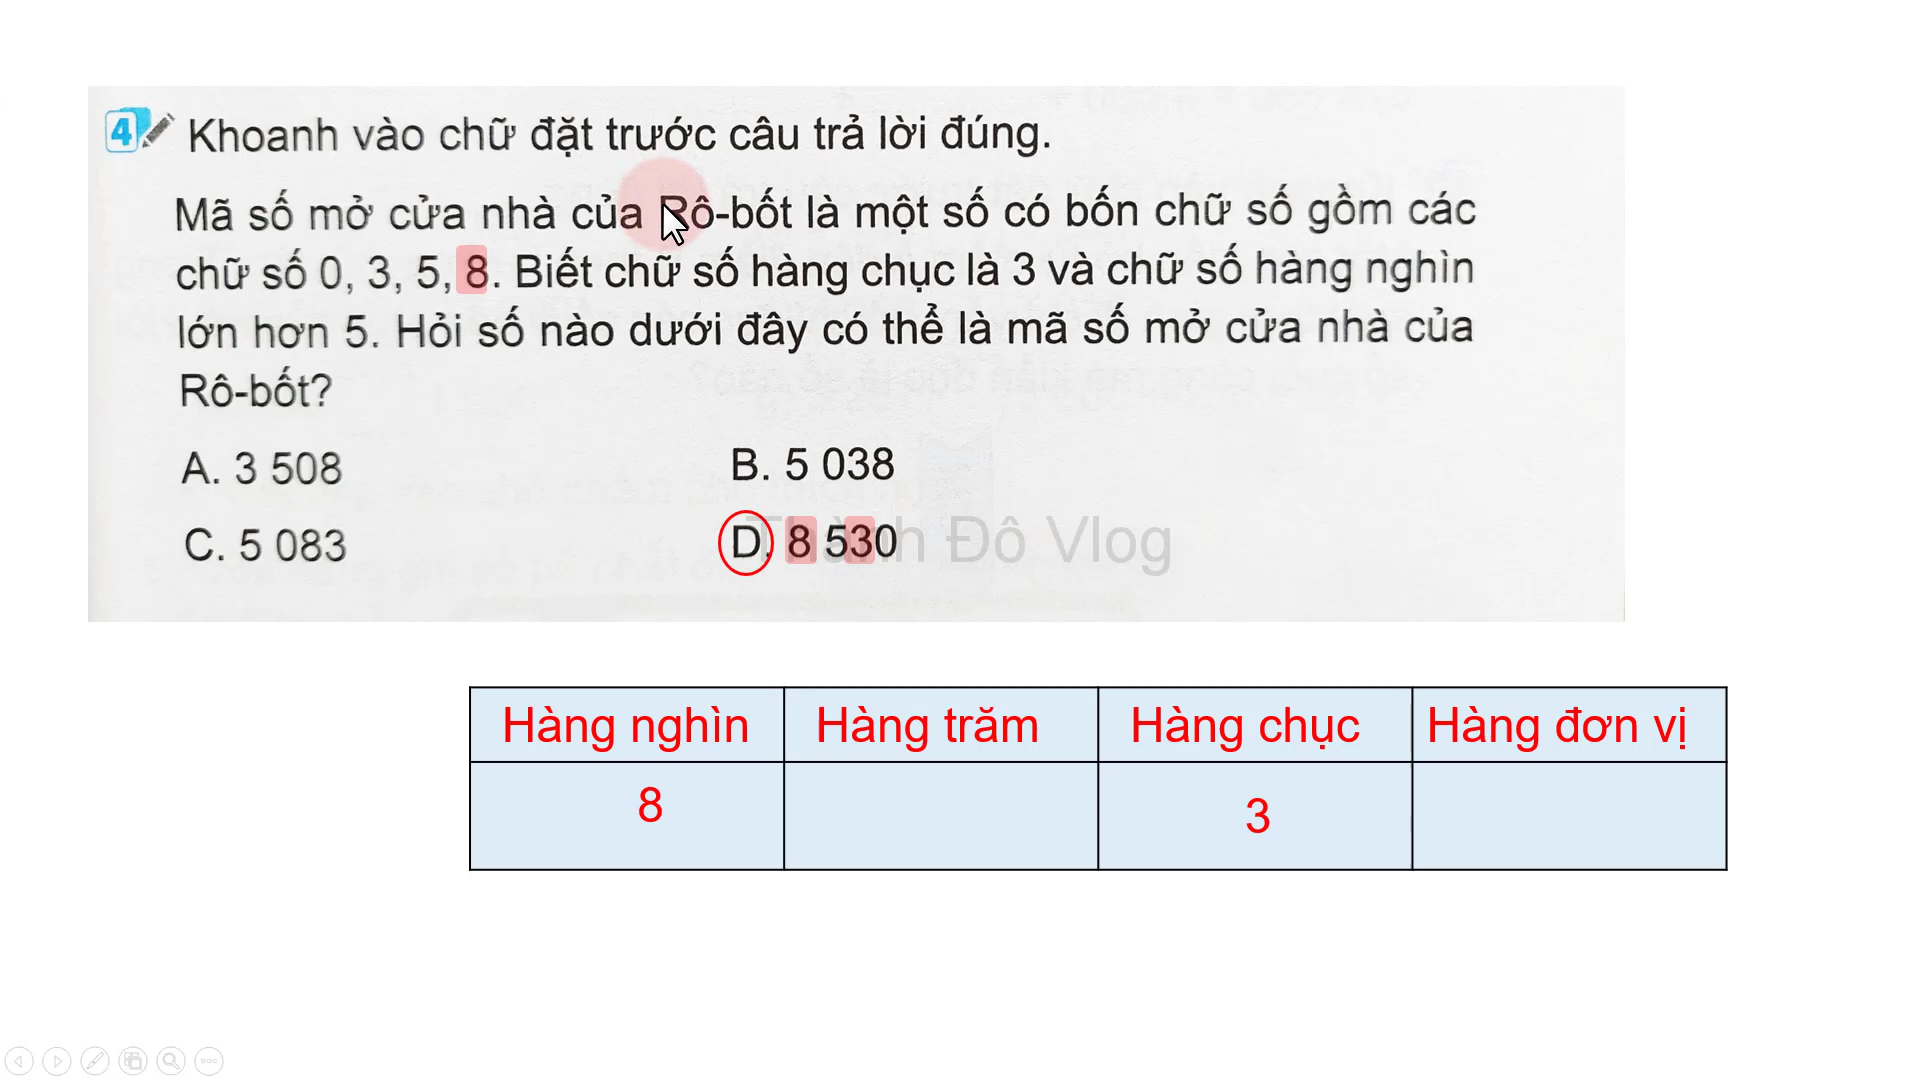 4 Khoanh vào chữ đặt trước câu trả lời đúng.
Mã số mở cửa nhà của Rô-bốt là một số có bốn chữ số gồm các
chữ số 0, 3, 5, 8. Biết chữ số hàng chục là 3 và chữ số hàng nghìn
lớn hơn 5. Hỏi số nào dưới đây có thể là mã số mở cửa nhà của
Rô-bốt?
A. 3 508 B. 5 038
C. 5 083 D. 8 530
Thành Đô Vlog
Hàng nghìn Hàng trăm Hàng chục Hàng đơn vị
8 3